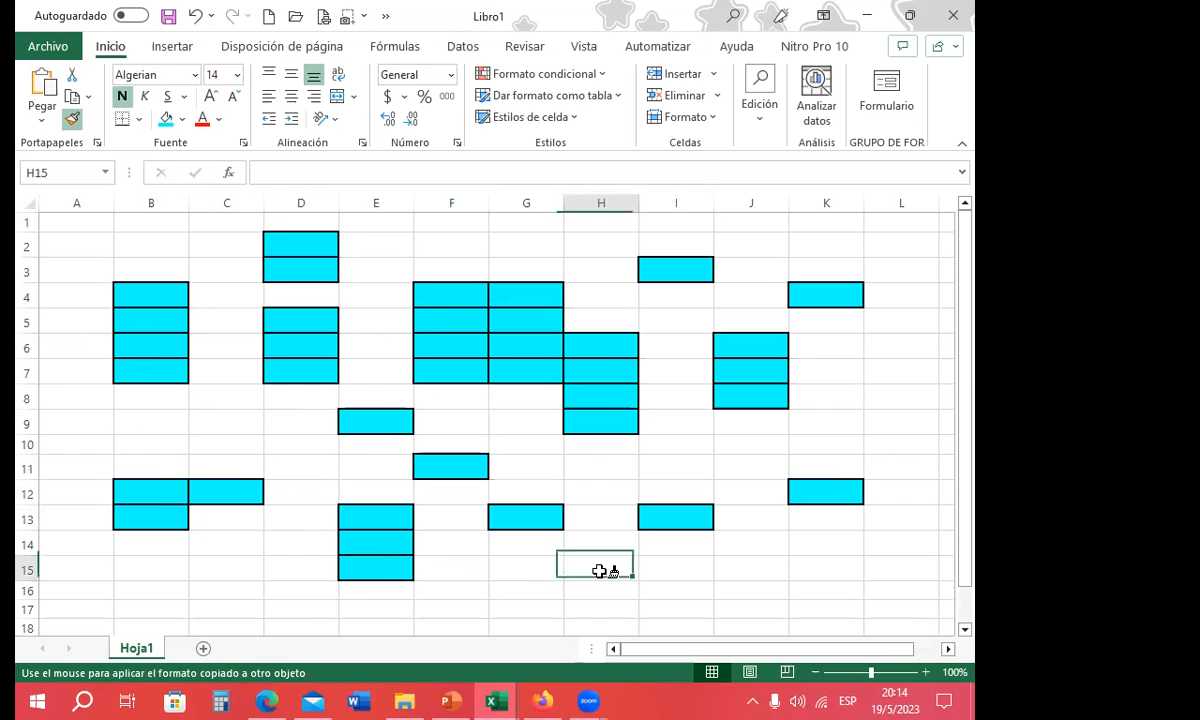 Autoguardado Libro1
Archivo Inicio Insertar Disposición de página Fórmulas Datos Revisar Vista Automatizar Ayuda Nitro Pro 10
Pegar
Algerian 14
N K S A A
A
ab
General
$ % 000
Formato condicional
Dar formato como tabla
Estilos de celda
Insertar
Eliminar
Formato
Edición
Analizar datos
Formulario
Portapapeles Fuente Alineación Número Estilos Celdas Análisis GRUPO DE FOR
H15 fx
A B C D E F G H I J K L
1
2
3
4
5
6
7
8
9
10
11
12
13
14
15
16
17
18
Hoja1
Use el mouse para aplicar el formato copiado a otro objeto 100%
zoom ESP 20:14
19/5/2023